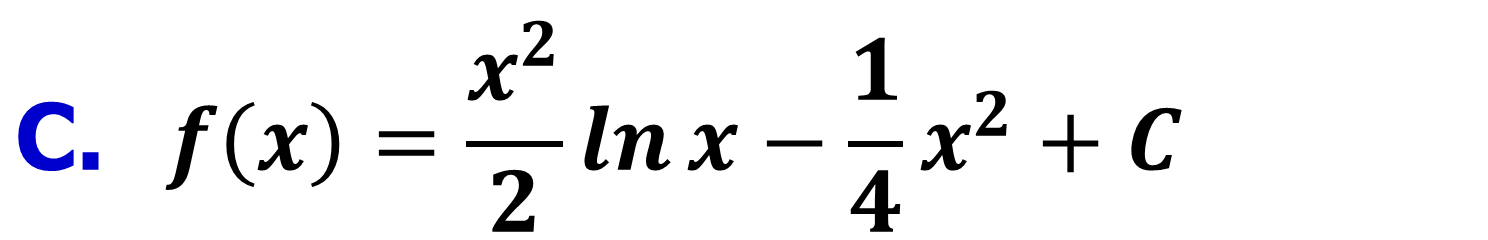 C. f(x) = x²/2 ln x − 1/4 x² + C